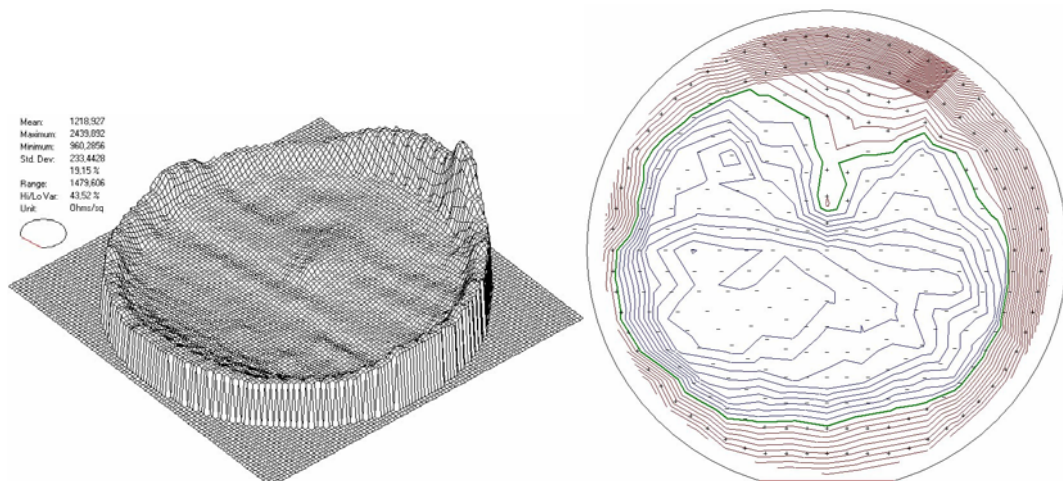 Mean: 1218,927
Maximum: 2439,892
Minimum: 960,2856
Std. Dev: 233,4428
19,15 %
Range: 1479,606
Hi/Lo Var: 43,52 %
Unit: Ohms/sq